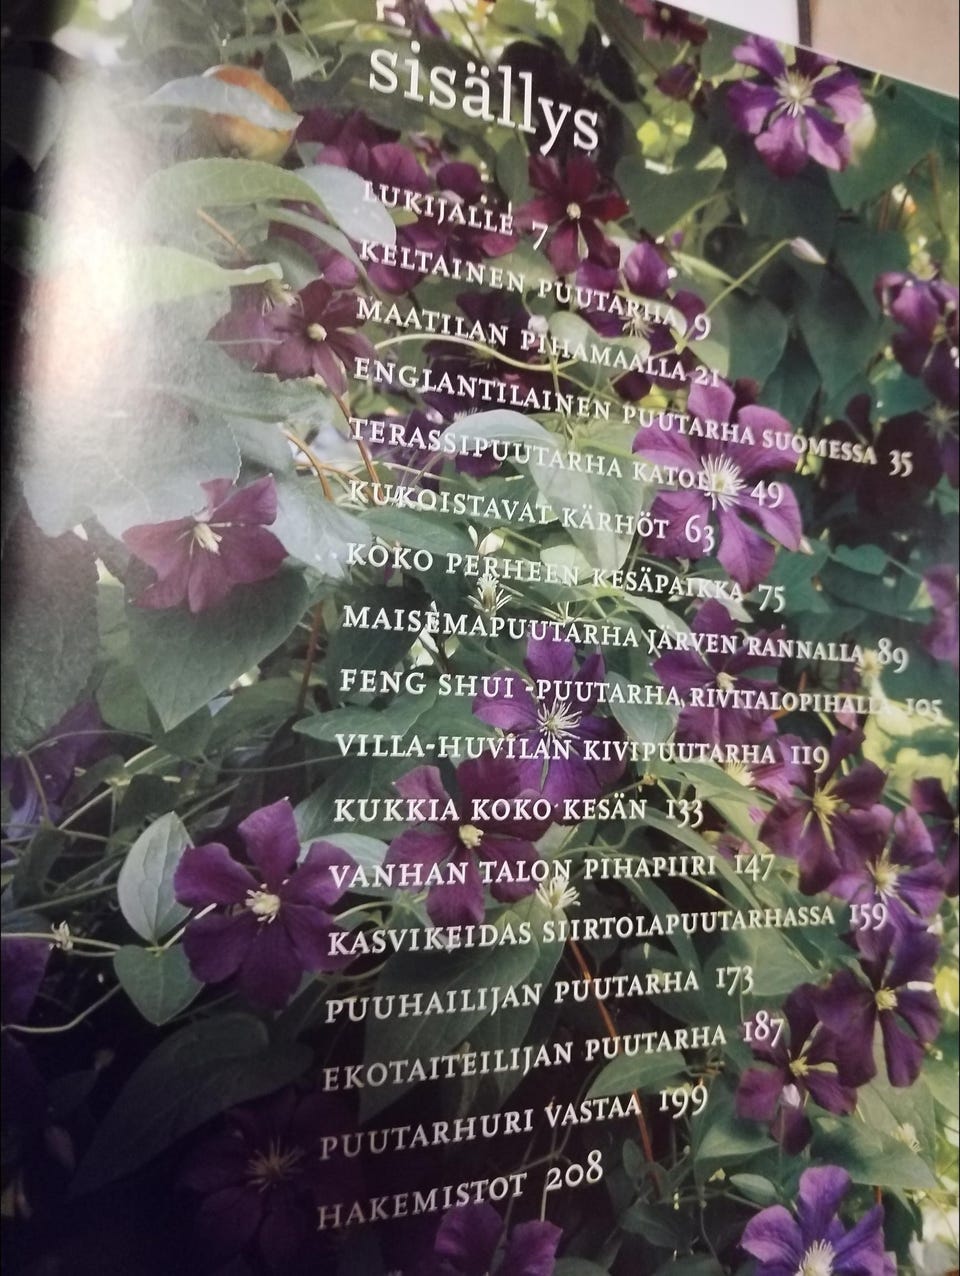 sisällys
LUKIJALLE 7
KELTAINEN PUUTARHA 9
MAATILAN PIHAMAALLA 21
ENGLANTILAINEN PUUTARHA SUOMESSA 35
TERASSIPUUTARHA KATOLLA 49
KUKOISTAVAT KÄRHÖT 63
KOKO PERHEEN KESÄPAIKKA 75
MAISEMAPUUTARHA JÄRVEN RANNALLA 89
FENG SHUI -PUUTARHA RIVITALOPIHALLA 105
VILLA-HUVILAN KIVIPUUTARHA 119
KUKKIA KOKO KESÄN 133
VANHAN TALON PIHAPIIRI 147
KASVIKEIDAS SIIRTOLAPUUTARHASSA 159
PUUHAILIJAN PUUTARHA 173
EKOTAITEILIJAN PUUTARHA 187
PUUTARHURI VASTAA 199
HAKEMISTOT 208